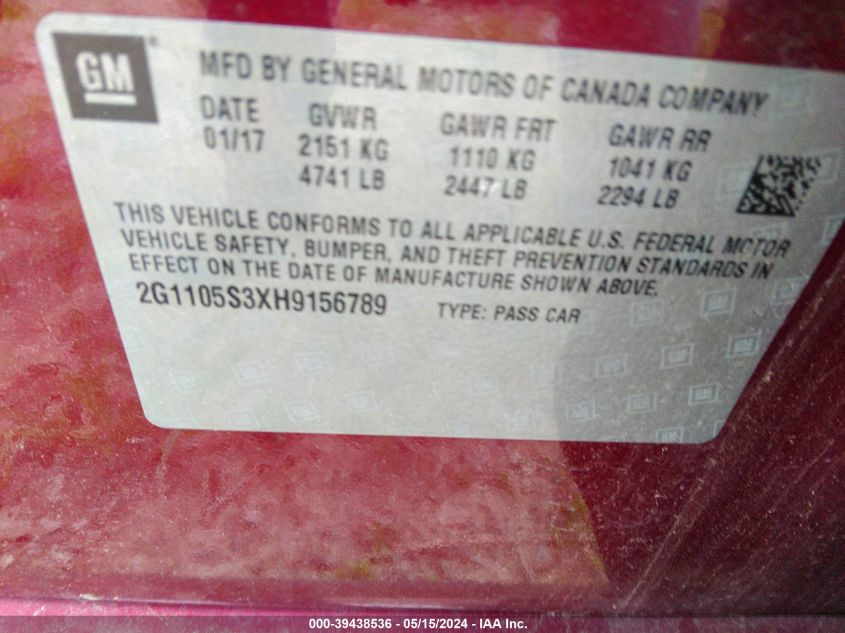 GM
MFD BY GENERAL MOTORS OF CANADA COMPANY
DATE GVWR GAWR FRT GAWR RR
01/17 2151 KG 1110 KG 1041 KG
4741 LB 2447 LB 2294 LB
THIS VEHICLE CONFORMS TO ALL APPLICABLE U.S. FEDERAL MOTOR
VEHICLE SAFETY, BUMPER, AND THEFT PREVENTION STANDARDS IN
EFFECT ON THE DATE OF MANUFACTURE SHOWN ABOVE.
2G1105S3XH9156789 TYPE: PASS CAR
000-39438536 - 05/15/2024 - IAA Inc.